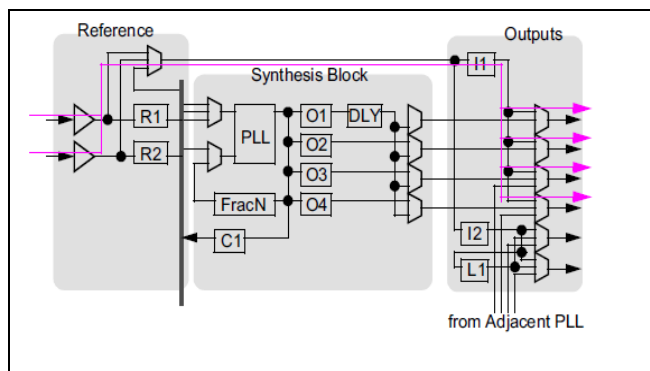 Reference
Outputs
I1
Synthesis Block
R1
PLL
O1
DLY
R2
O2
O3
FracN
O4
C1
I2
L1
from Adjacent PLL